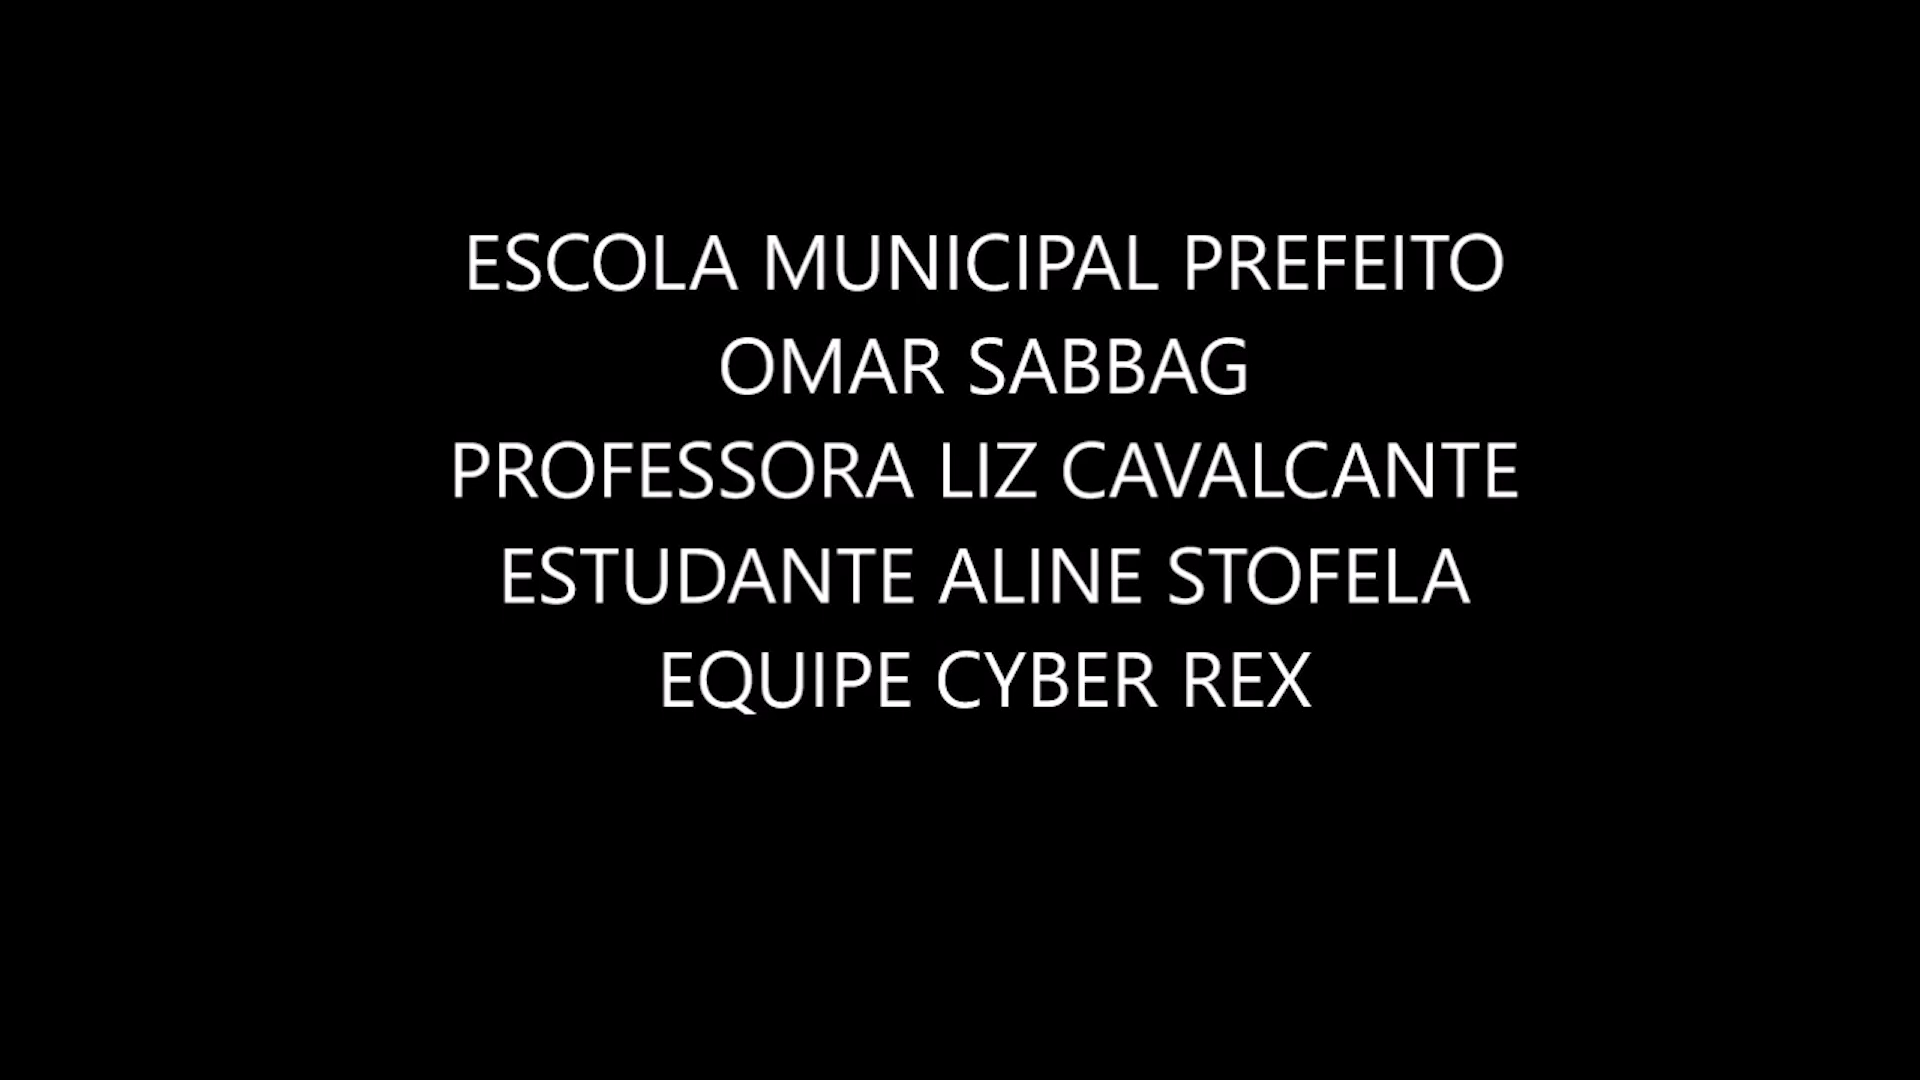 ESCOLA MUNICIPAL PREFEITO
OMAR SABBAG
PROFESSORA LIZ CAVALCANTE
ESTUDANTE ALINE STOFELA
EQUIPE CYBER REX